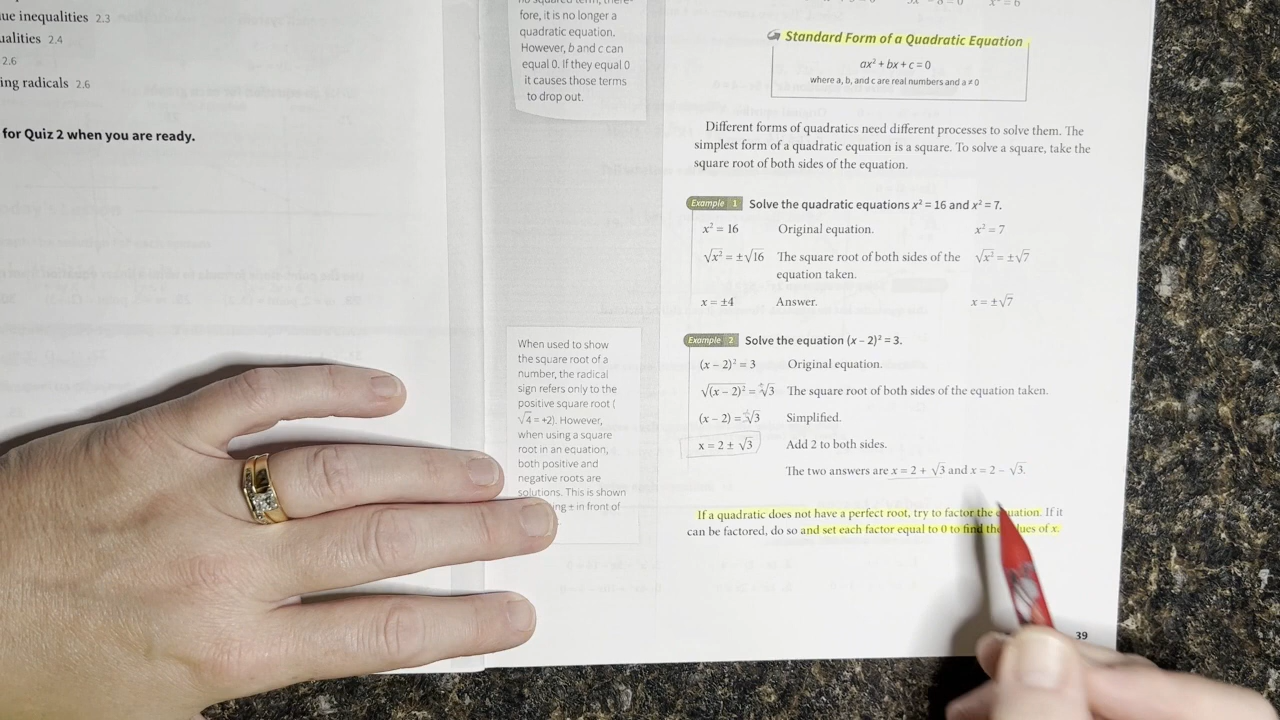 ue inequalities 2.3
ualities 2.4
2.6
ing radicals 2.6
for Quiz 2 when you are ready.
no squared term, there-
fore, it is no longer a
quadratic equation.
However, b and c can
equal 0. If they equal 0
it causes those terms
to drop out.
When used to show
the square root of a
number, the radical
sign refers only to the
positive square root (
√4 = +2). However,
when using a square
root in an equation,
both positive and
negative roots are
solutions. This is shown
ing ± in front of
Standard Form of a Quadratic Equation
ax² + bx + c = 0
where a, b, and c are real numbers and a ≠ 0
Different forms of quadratics need different processes to solve them. The
simplest form of a quadratic equation is a square. To solve a square, take the
square root of both sides of the equation.
Example 1 Solve the quadratic equations x² = 16 and x² = 7.
x² = 16 Original equation. x² = 7
√x² = ±√16 The square root of both sides of the √x² = ±√7
equation taken.
x = ±4 Answer. x = ±√7
Example 2 Solve the equation (x – 2)² = 3.
(x – 2)² = 3 Original equation.
√(x – 2)² = ±√3 The square root of both sides of the equation taken.
(x – 2) = ±√3 Simplified.
x = 2 ± √3 Add 2 to both sides.
The two answers are x = 2 + √3 and x = 2 – √3.
If a quadratic does not have a perfect root, try to factor the equation. If it
can be factored, do so and set each factor equal to 0 to find the lues of x.
39